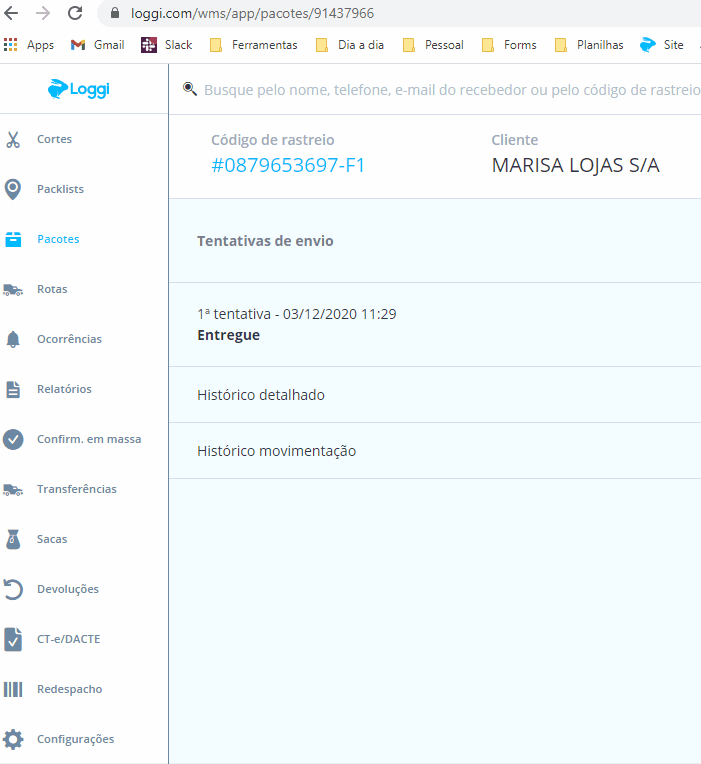 loggi.com/wms/app/pacotes/91437966
Apps Gmail Slack Ferramentas Dia a dia Pessoal Forms Planilhas Site
Loggi
Busque pelo nome, telefone, e-mail do recebedor ou pelo código de rastreio
Cortes
Packlists
Pacotes
Rotas
Ocorrências
Relatórios
Confirm. em massa
Transferências
Sacas
Devoluções
CT-e/DACTE
Redespacho
Configurações
Código de rastreio
#0879653697-F1
Cliente
MARISA LOJAS S/A
Tentativas de envio
1ª tentativa - 03/12/2020 11:29
Entregue
Histórico detalhado
Histórico movimentação